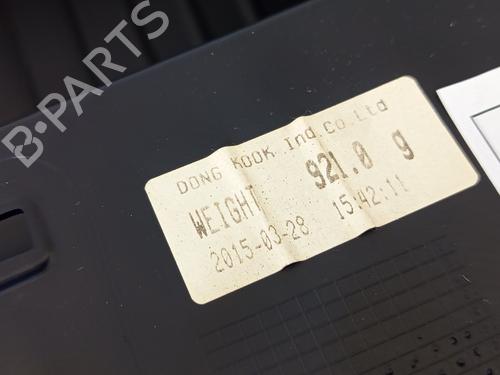 B-PARTS
DONG KOOK Ind.Co.Ltd
WEIGHT 921.0 g
2015-03-28 15:42:11